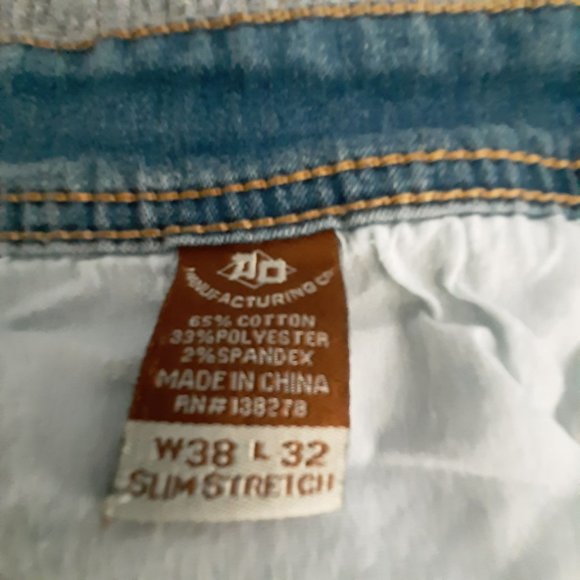 MANUFACTURING CO
65% COTTON
33% POLYESTER
2% SPANDEX
MADE IN CHINA
RN# 138278
W38 L 32
SLIM STRETCH